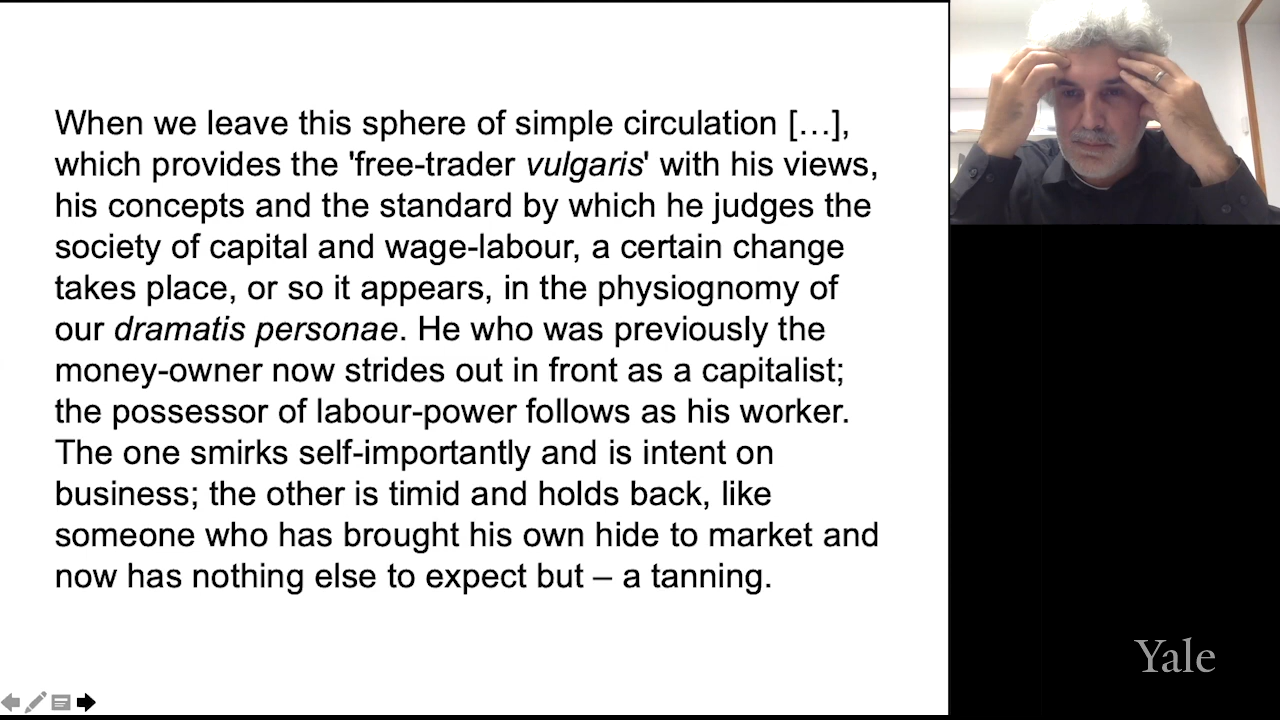 When we leave this sphere of simple circulation […],
which provides the 'free-trader vulgaris' with his views,
his concepts and the standard by which he judges the
society of capital and wage-labour, a certain change
takes place, or so it appears, in the physiognomy of
our dramatis personae. He who was previously the
money-owner now strides out in front as a capitalist;
the possessor of labour-power follows as his worker.
The one smirks self-importantly and is intent on
business; the other is timid and holds back, like
someone who has brought his own hide to market and
now has nothing else to expect but – a tanning.
Yale